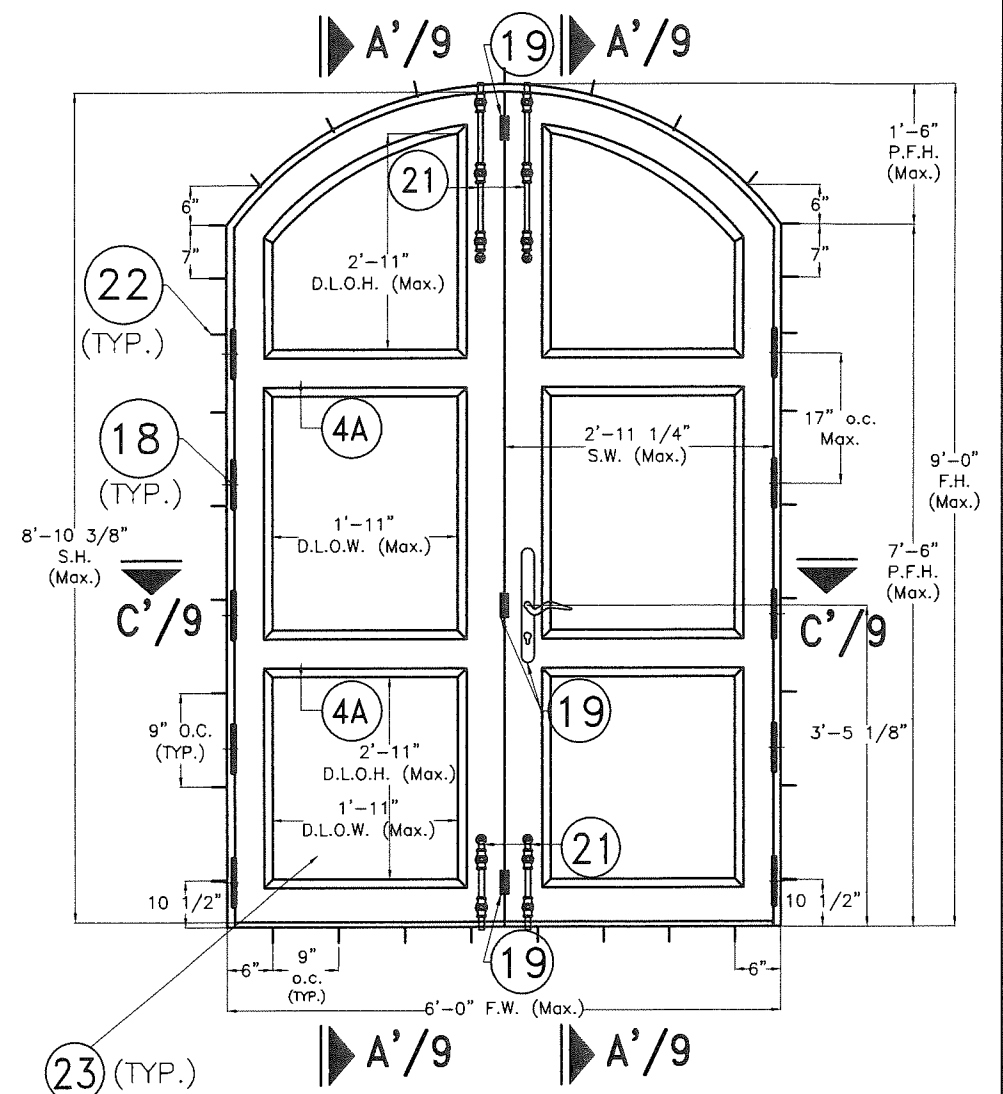 A'/9
19
A'/9
1'-6"
P.F.H.
(Max.)
21
6"
6"
7"
7"
2'-11"
D.L.O.H. (Max.)
22
(TYP.)
4A
17" o.c.
Max.
2'-11 1/4"
S.W. (Max.)
18
(TYP.)
9'-0"
F.H.
(Max.)
8'-10 3/8"
S.H.
(Max.)
1'-11"
D.L.O.W. (Max.)
7'-6"
P.F.H.
(Max.)
C'/9
C'/9
4A
19
9" O.C.
(TYP.)
3'-5 1/8"
2'-11"
D.L.O.H. (Max.)
1'-11"
D.L.O.W. (Max.)
21
10 1/2"
10 1/2"
19
6"
9"
o.c.
(TYP.)
6"
6'-0" F.W. (Max.)
A'/9
A'/9
23 (TYP.)